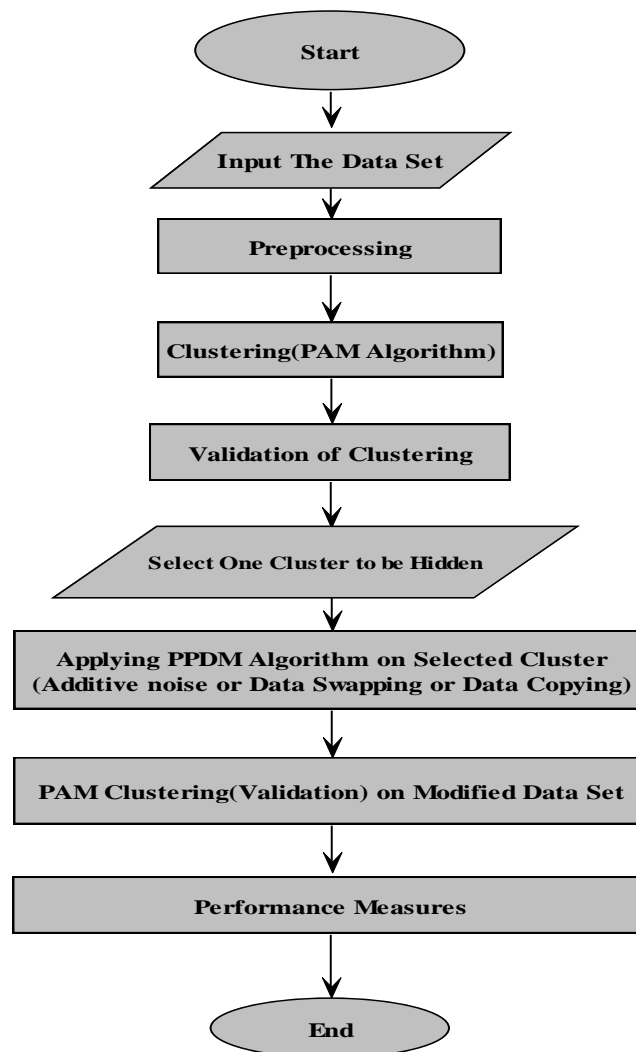 Start
Input The Data Set
Preprocessing
Clustering(PAM Algorithm)
Validation of Clustering
Select One Cluster to be Hidden
Applying PPDM Algorithm on Selected Cluster
(Additive noise or Data Swapping or Data Copying)
PAM Clustering(Validation) on Modified Data Set
Performance Measures
End